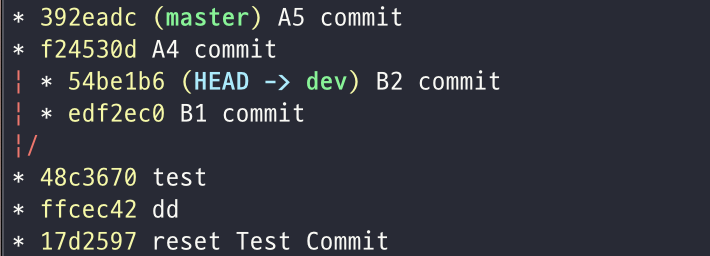 * 392eadc (master) A5 commit
* f24530d A4 commit
¦ * 54be1b6 (HEAD -> dev) B2 commit
¦ * edf2ec0 B1 commit
¦/
* 48c3670 test
* ffcec42 dd
* 17d2597 reset Test Commit